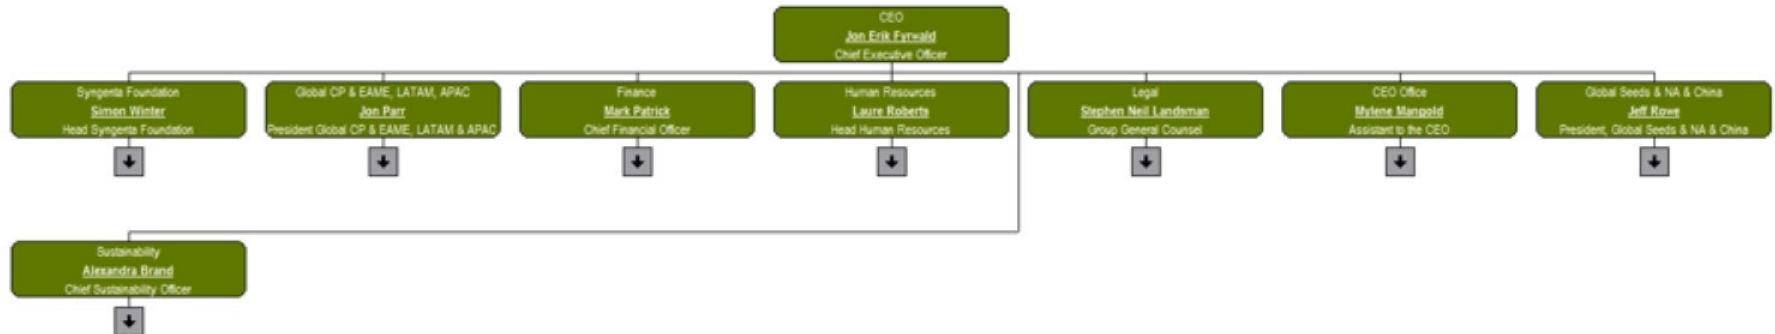 CEO
Jon Erik Fyrwald
Chief Executive Officer
Syngenta Foundation
Simon Winter
Head Syngenta Foundation
Global CP & EAME, LATAM, APAC
Jon Parr
President Global CP & EAME, LATAM & APAC
Finance
Mark Patrick
Chief Financial Officer
Human Resources
Laure Roberts
Head Human Resources
Legal
Stephen Neil Landsman
Group General Counsel
CEO Office
Mylene Mangold
Assistant to the CEO
Global Seeds & NA & China
Jeff Rowe
President, Global Seeds & NA & China
Sustainability
Alexandra Brand
Chief Sustainability Officer